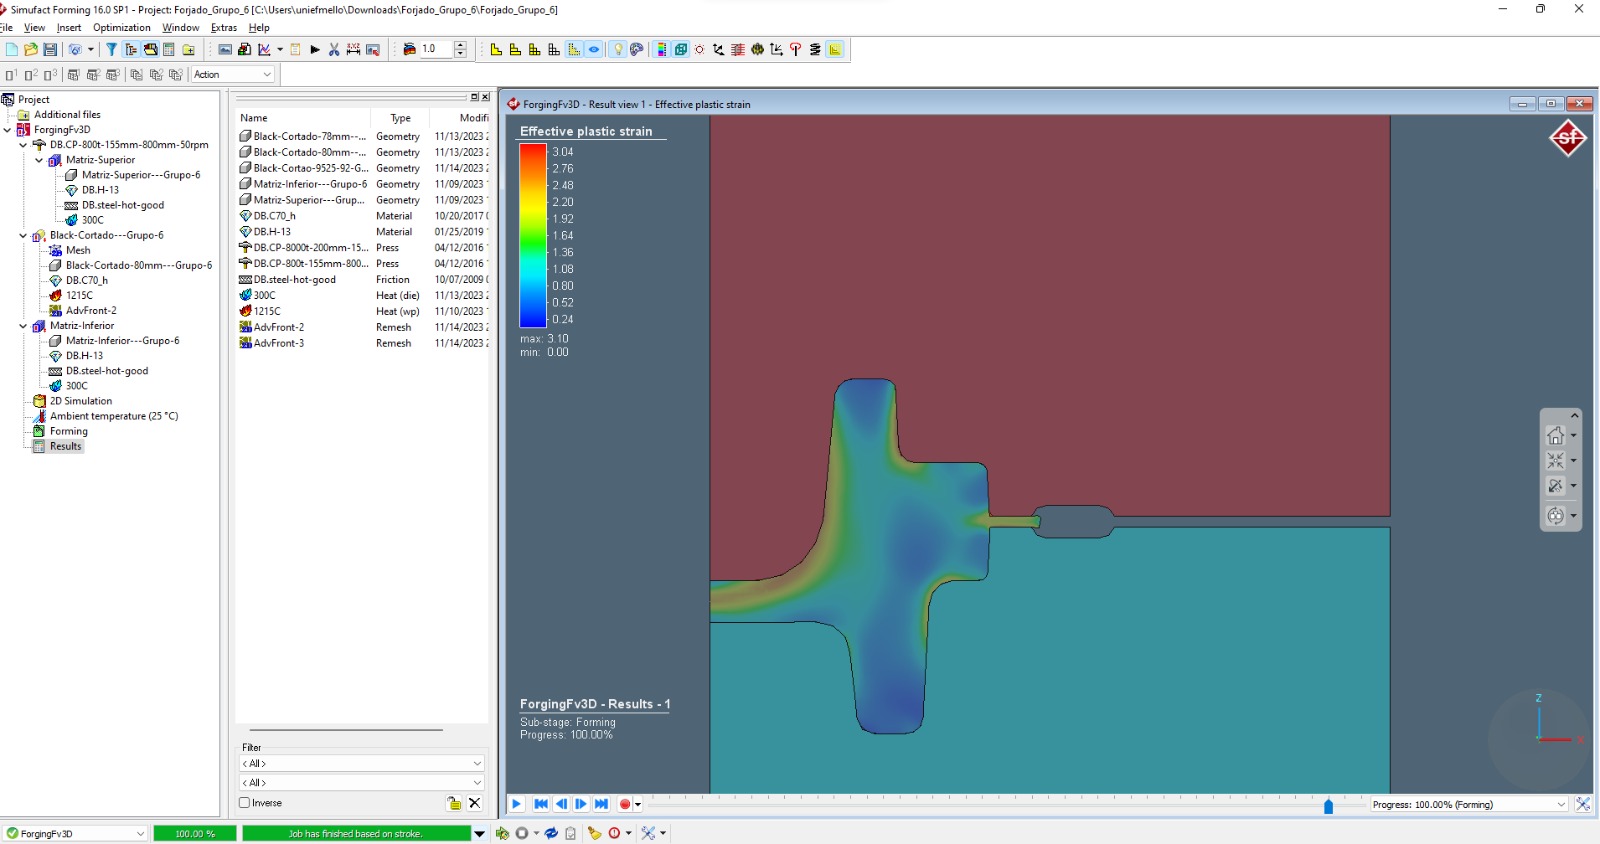 Simufact Forming 16.0 SP1 - Project: Forjado_Grupo_6 [C:\Users\uniefmello\Downloads\Forjado_Grupo_6\Forjado_Grupo_6]
File View Insert Optimization Window Extras Help
1.0
Action
Project
Additional files
ForgingFv3D
DB.CP-800t-155mm-800mm-50rpm
Matriz-Superior
Matriz-Superior---Grupo-6
DB.H-13
DB.steel-hot-good
300C
Black-Cortado---Grupo-6
Mesh
Black-Cortado-80mm---Grupo-6
DB.C70_h
1215C
AdvFront-2
Matriz-Inferior
Matriz-Inferior---Grupo-6
DB.H-13
DB.steel-hot-good
300C
2D Simulation
Ambient temperature (25 °C)
Forming
Results
Name Type Modifi
Black-Cortado-78mm--... Geometry 11/13/2023
Black-Cortado-80mm--... Geometry 11/13/2023
Black-Cortao-9525-92-G... Geometry 11/14/2023
Matriz-Inferior---Grupo-6 Geometry 11/09/2023
Matriz-Superior---Grup... Geometry 11/09/2023
DB.C70_h Material 10/20/2017
DB.H-13 Material 01/25/2019
DB.CP-8000t-200mm-15... Press 04/12/2016
DB.CP-800t-155mm-800... Press 04/12/2016
DB.steel-hot-good Friction 10/07/2009
300C Heat (die) 11/13/2023
1215C Heat (wp) 11/10/2023
AdvFront-2 Remesh 11/14/2023
AdvFront-3 Remesh 11/14/2023
Filter
< All >
< All >
Inverse
ForgingFv3D - Result view 1 - Effective plastic strain
Effective plastic strain
3.04
2.76
2.48
2.20
1.92
1.64
1.36
1.08
0.80
0.52
0.24
max: 3.10
min: 0.00
sf
ForgingFv3D - Results - 1
Sub-stage: Forming
Progress: 100.00%
Z
X
Progress: 100.00% (Forming)
ForgingFv3D 100.00 % Job has finished based on stroke.